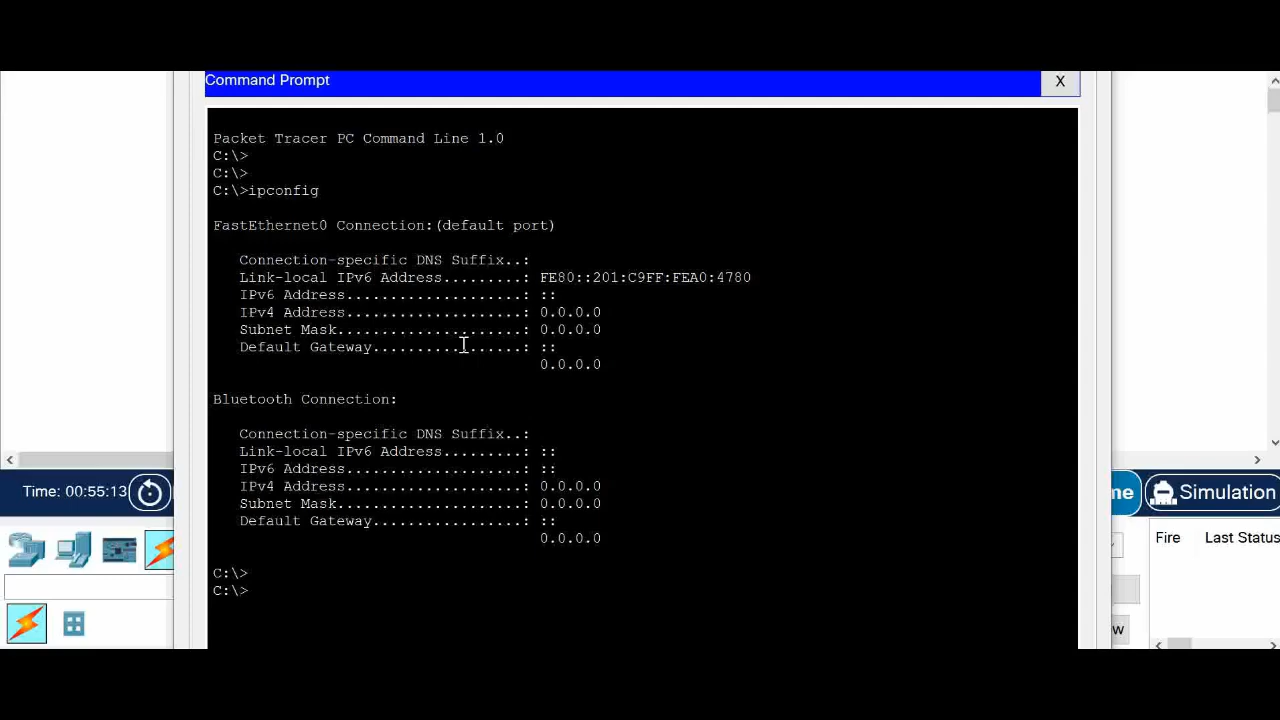 Command Prompt
X
Packet Tracer PC Command Line 1.0
C:\>
C:\>
C:\>ipconfig
FastEthernet0 Connection:(default port)
Connection-specific DNS Suffix..:
Link-local IPv6 Address.........: FE80::201:C9FF:FEA0:4780
IPv6 Address....................: ::
IPv4 Address....................: 0.0.0.0
Subnet Mask.....................: 0.0.0.0
Default Gateway.................: ::
0.0.0.0
Bluetooth Connection:
Connection-specific DNS Suffix..:
Link-local IPv6 Address.........: ::
IPv6 Address....................: ::
IPv4 Address....................: 0.0.0.0
Subnet Mask.....................: 0.0.0.0
Default Gateway.................: ::
0.0.0.0
C:\>
C:\>
Time: 00:55:13
me
Simulation
Fire Last Status
w